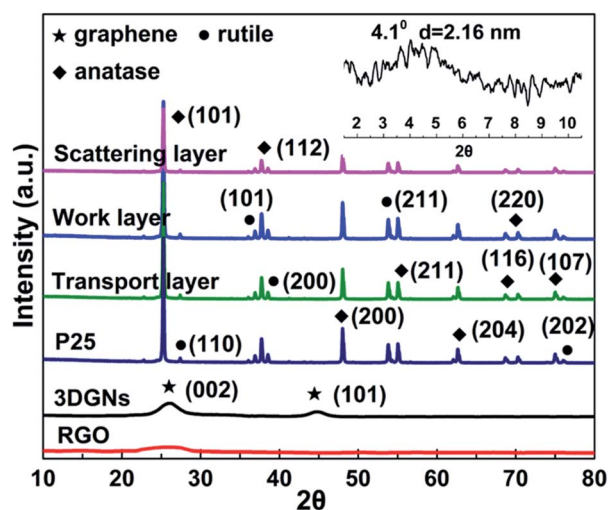 ★ graphene ● rutile
◆ anatase
4.1⁰ d=2.16 nm
2 3 4 5 6 7 8 9 10
2θ
◆ (101)
Scattering layer
◆ (112)
(101)
Work layer
(211)
(220)
Transport layer
(200)
(211)
(116)
(107)
P25
(110)
(200)
(204)
(202)
3DGNs
(002)
(101)
RGO
10 20 30 40 50 60 70 80
2θ
Intensity (a.u.)